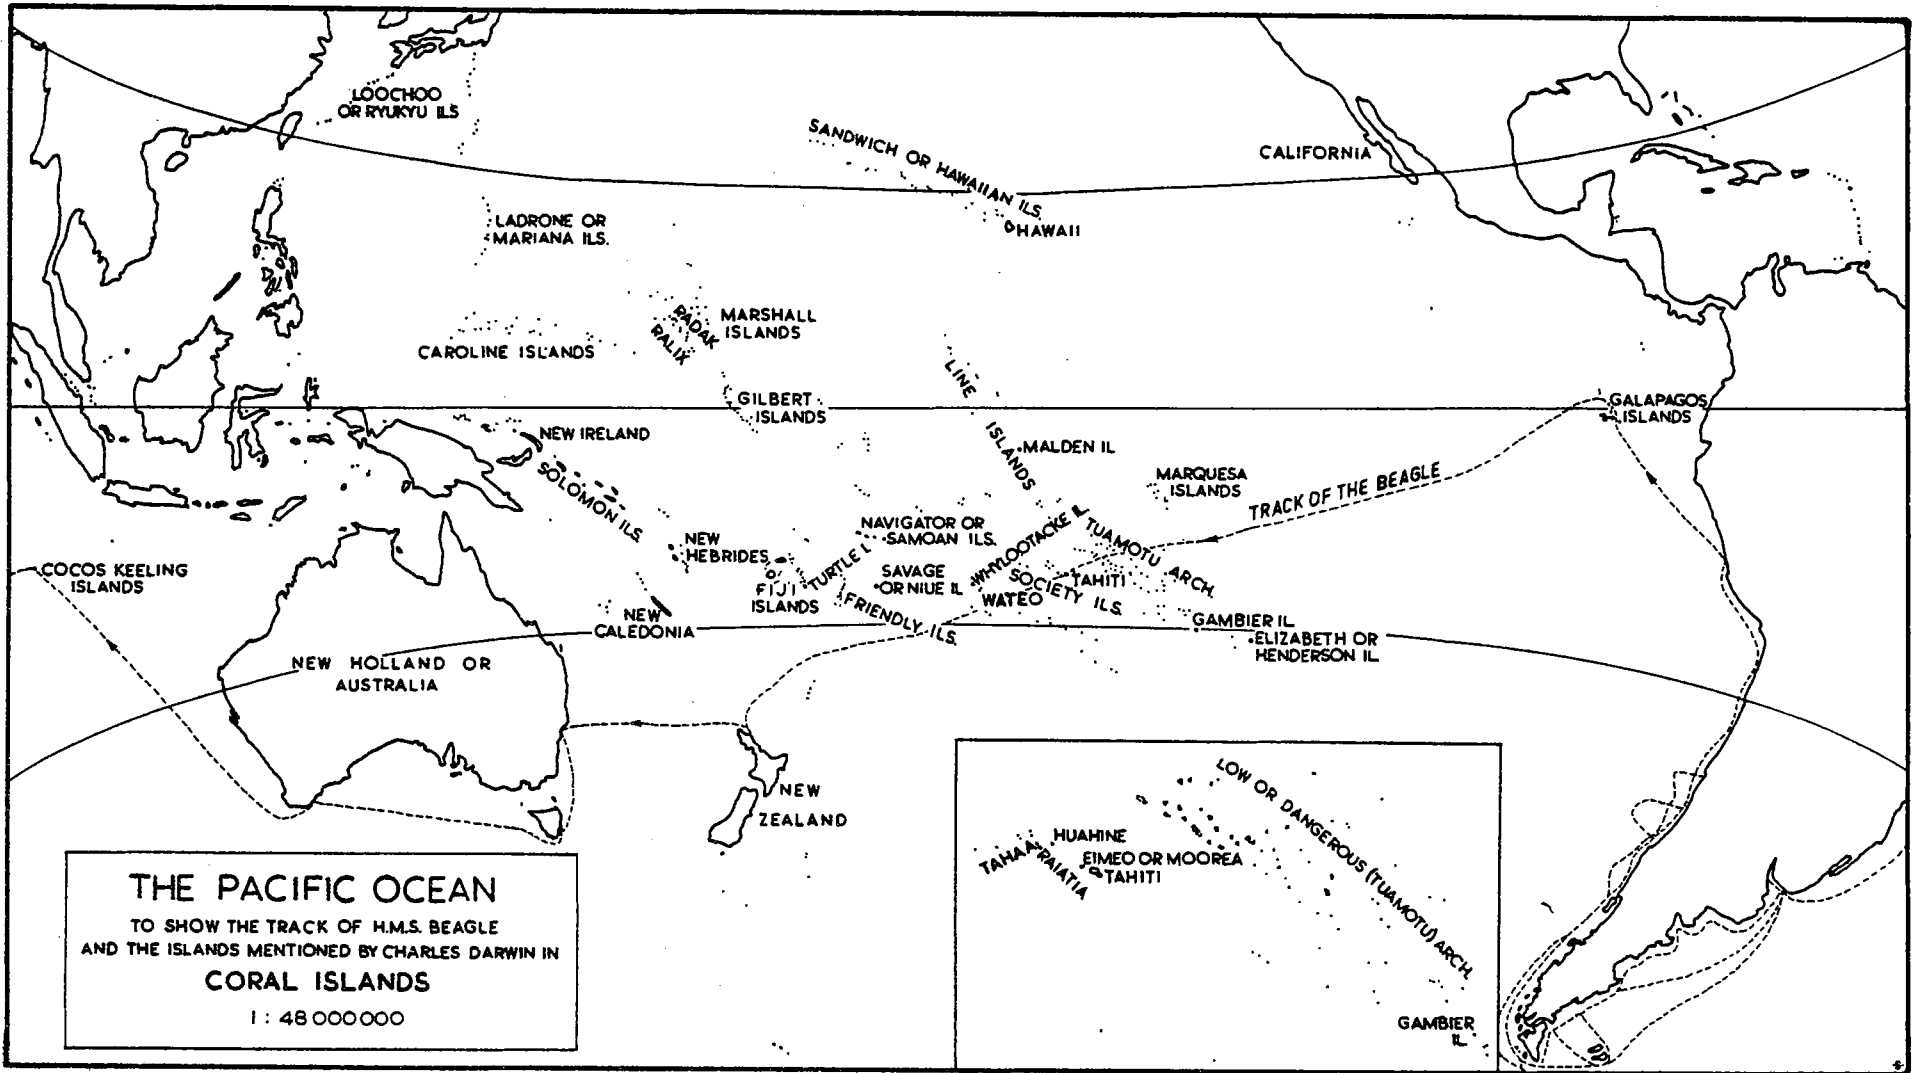 LOOCHOO
OR RYUKYU ILS
SANDWICH OR HAWAIIAN ILS.
HAWAII
CALIFORNIA
LADRONE OR
MARIANA ILS.
MARSHALL
ISLANDS
RADAK
RALIX
CAROLINE ISLANDS
LINE ISLANDS
GILBERT
ISLANDS
GALAPAGOS
ISLANDS
NEW IRELAND
SOLOMON ILS.
MALDEN IL
MARQUESA
ISLANDS
TRACK OF THE BEAGLE
NAVIGATOR OR
SAMOAN ILS.
NEW
HEBRIDES
TURTLE I.
WHYLOOTACKE IL
TUAMOTU ARCH.
COCOS KEELING
ISLANDS
FIJI
ISLANDS
SAVAGE
OR NIUE IL
SOCIETY ILS.
TAHITI
WATEO
FRIENDLY ILS.
NEW
CALEDONIA
GAMBIER IL
ELIZABETH OR
HENDERSON IL
NEW HOLLAND OR
AUSTRALIA
NEW
ZEALAND
LOW OR DANGEROUS (TUAMOTU) ARCH.
HUAHINE
TAHAA
RAIATIA
EIMEO OR MOOREA
TAHITI
GAMBIER
IL
THE PACIFIC OCEAN
TO SHOW THE TRACK OF H.M.S. BEAGLE
AND THE ISLANDS MENTIONED BY CHARLES DARWIN IN
CORAL ISLANDS
1 : 48 000 000